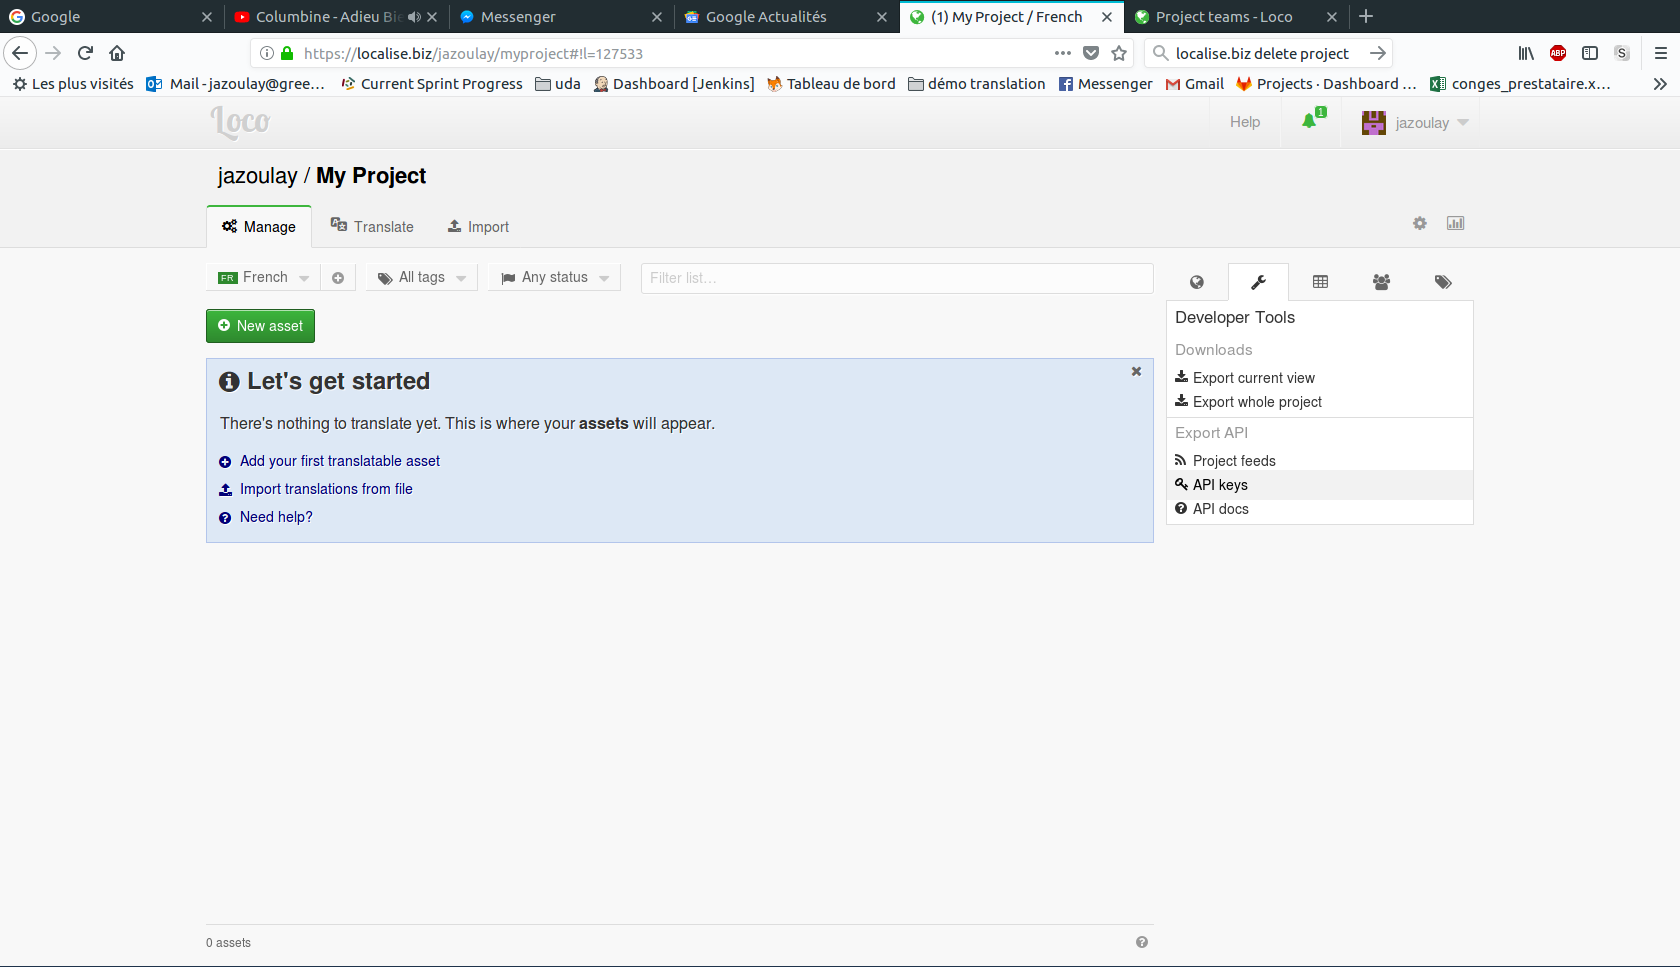 Google
Columbine - Adieu Bie
Messenger
Google Actualités
(1) My Project / French
Project teams - Loco
https://localise.biz/jazoulay/myproject#!l=127533
localise.biz delete project
ABP
S
Les plus visités
Mail - jazoulay@gree…
Current Sprint Progress
uda
Dashboard [Jenkins]
Tableau de bord
démo translation
Messenger
Gmail
Projects · Dashboard …
conges_prestataire.x…
Loco
Help
1
jazoulay
jazoulay / My Project
Manage
Translate
Import
FR French
All tags
Any status
Filter list…
New asset
Let's get started
There's nothing to translate yet. This is where your assets will appear.
Add your first translatable asset
Import translations from file
Need help?
Developer Tools
Downloads
Export current view
Export whole project
Export API
Project feeds
API keys
API docs
0 assets